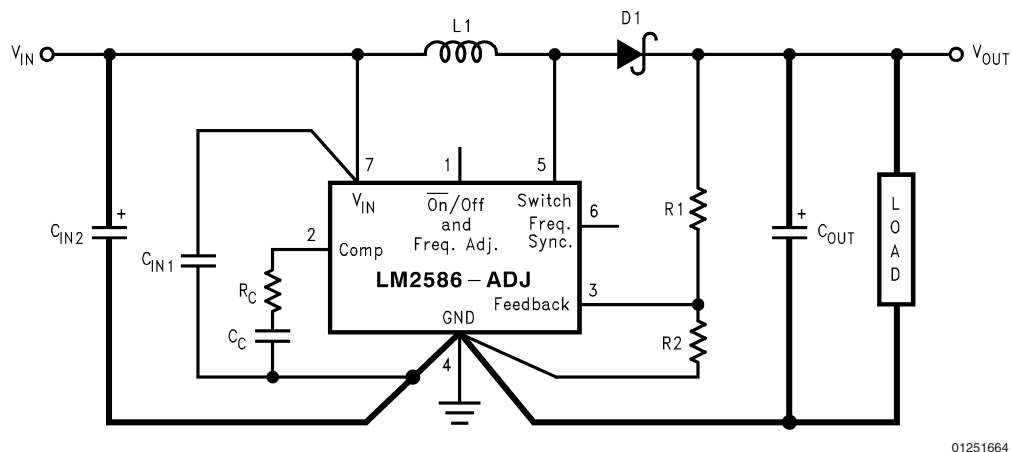 D1
L1
VIN
VOUT
7
1
5
VIN
On/Off
and
Freq. Adj.
Switch
Freq.
Sync.
6
R1
CIN2
+
CIN1
2
Comp
RC
CC
LM2586-ADJ
Feedback
3
GND
4
R2
+
COUT
LOAD
01251664